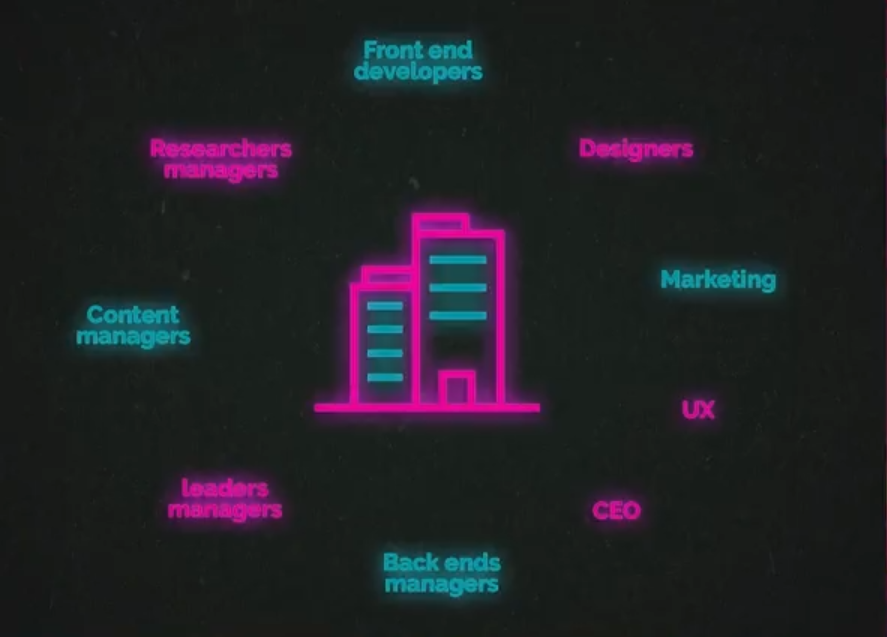 Front end
developers
Researchers
managers
Designers
Marketing
Content
managers
UX
leaders
managers
CEO
Back ends
managers